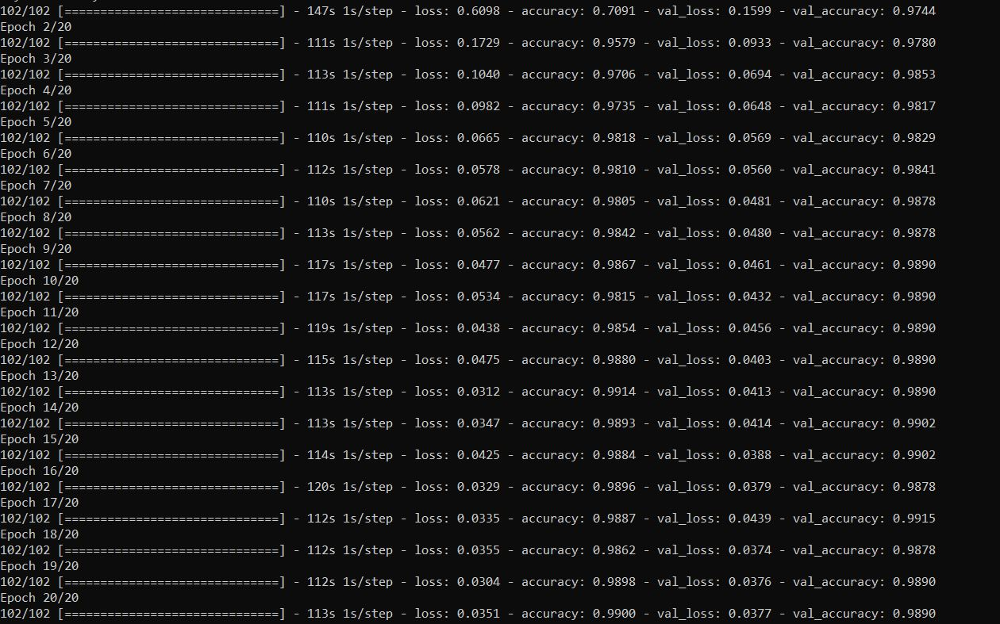 102/102 [==============================] - 147s 1s/step - loss: 0.6098 - accuracy: 0.7091 - val_loss: 0.1599 - val_accuracy: 0.9744
Epoch 2/20
102/102 [==============================] - 111s 1s/step - loss: 0.1729 - accuracy: 0.9579 - val_loss: 0.0933 - val_accuracy: 0.9780
Epoch 3/20
102/102 [==============================] - 113s 1s/step - loss: 0.1040 - accuracy: 0.9706 - val_loss: 0.0694 - val_accuracy: 0.9853
Epoch 4/20
102/102 [==============================] - 111s 1s/step - loss: 0.0982 - accuracy: 0.9735 - val_loss: 0.0648 - val_accuracy: 0.9817
Epoch 5/20
102/102 [==============================] - 110s 1s/step - loss: 0.0665 - accuracy: 0.9818 - val_loss: 0.0569 - val_accuracy: 0.9829
Epoch 6/20
102/102 [==============================] - 112s 1s/step - loss: 0.0578 - accuracy: 0.9810 - val_loss: 0.0560 - val_accuracy: 0.9841
Epoch 7/20
102/102 [==============================] - 110s 1s/step - loss: 0.0621 - accuracy: 0.9805 - val_loss: 0.0481 - val_accuracy: 0.9878
Epoch 8/20
102/102 [==============================] - 113s 1s/step - loss: 0.0562 - accuracy: 0.9842 - val_loss: 0.0480 - val_accuracy: 0.9878
Epoch 9/20
102/102 [==============================] - 117s 1s/step - loss: 0.0477 - accuracy: 0.9867 - val_loss: 0.0461 - val_accuracy: 0.9890
Epoch 10/20
102/102 [==============================] - 117s 1s/step - loss: 0.0534 - accuracy: 0.9815 - val_loss: 0.0432 - val_accuracy: 0.9890
Epoch 11/20
102/102 [==============================] - 119s 1s/step - loss: 0.0438 - accuracy: 0.9854 - val_loss: 0.0456 - val_accuracy: 0.9890
Epoch 12/20
102/102 [==============================] - 115s 1s/step - loss: 0.0475 - accuracy: 0.9880 - val_loss: 0.0403 - val_accuracy: 0.9890
Epoch 13/20
102/102 [==============================] - 113s 1s/step - loss: 0.0312 - accuracy: 0.9914 - val_loss: 0.0413 - val_accuracy: 0.9890
Epoch 14/20
102/102 [==============================] - 113s 1s/step - loss: 0.0347 - accuracy: 0.9893 - val_loss: 0.0414 - val_accuracy: 0.9902
Epoch 15/20
102/102 [==============================] - 114s 1s/step - loss: 0.0425 - accuracy: 0.9884 - val_loss: 0.0388 - val_accuracy: 0.9902
Epoch 16/20
102/102 [==============================] - 120s 1s/step - loss: 0.0329 - accuracy: 0.9896 - val_loss: 0.0379 - val_accuracy: 0.9878
Epoch 17/20
102/102 [==============================] - 112s 1s/step - loss: 0.0335 - accuracy: 0.9887 - val_loss: 0.0439 - val_accuracy: 0.9915
Epoch 18/20
102/102 [==============================] - 112s 1s/step - loss: 0.0355 - accuracy: 0.9862 - val_loss: 0.0374 - val_accuracy: 0.9878
Epoch 19/20
102/102 [==============================] - 112s 1s/step - loss: 0.0304 - accuracy: 0.9898 - val_loss: 0.0376 - val_accuracy: 0.9890
Epoch 20/20
102/102 [==============================] - 113s 1s/step - loss: 0.0351 - accuracy: 0.9900 - val_loss: 0.0377 - val_accuracy: 0.9890